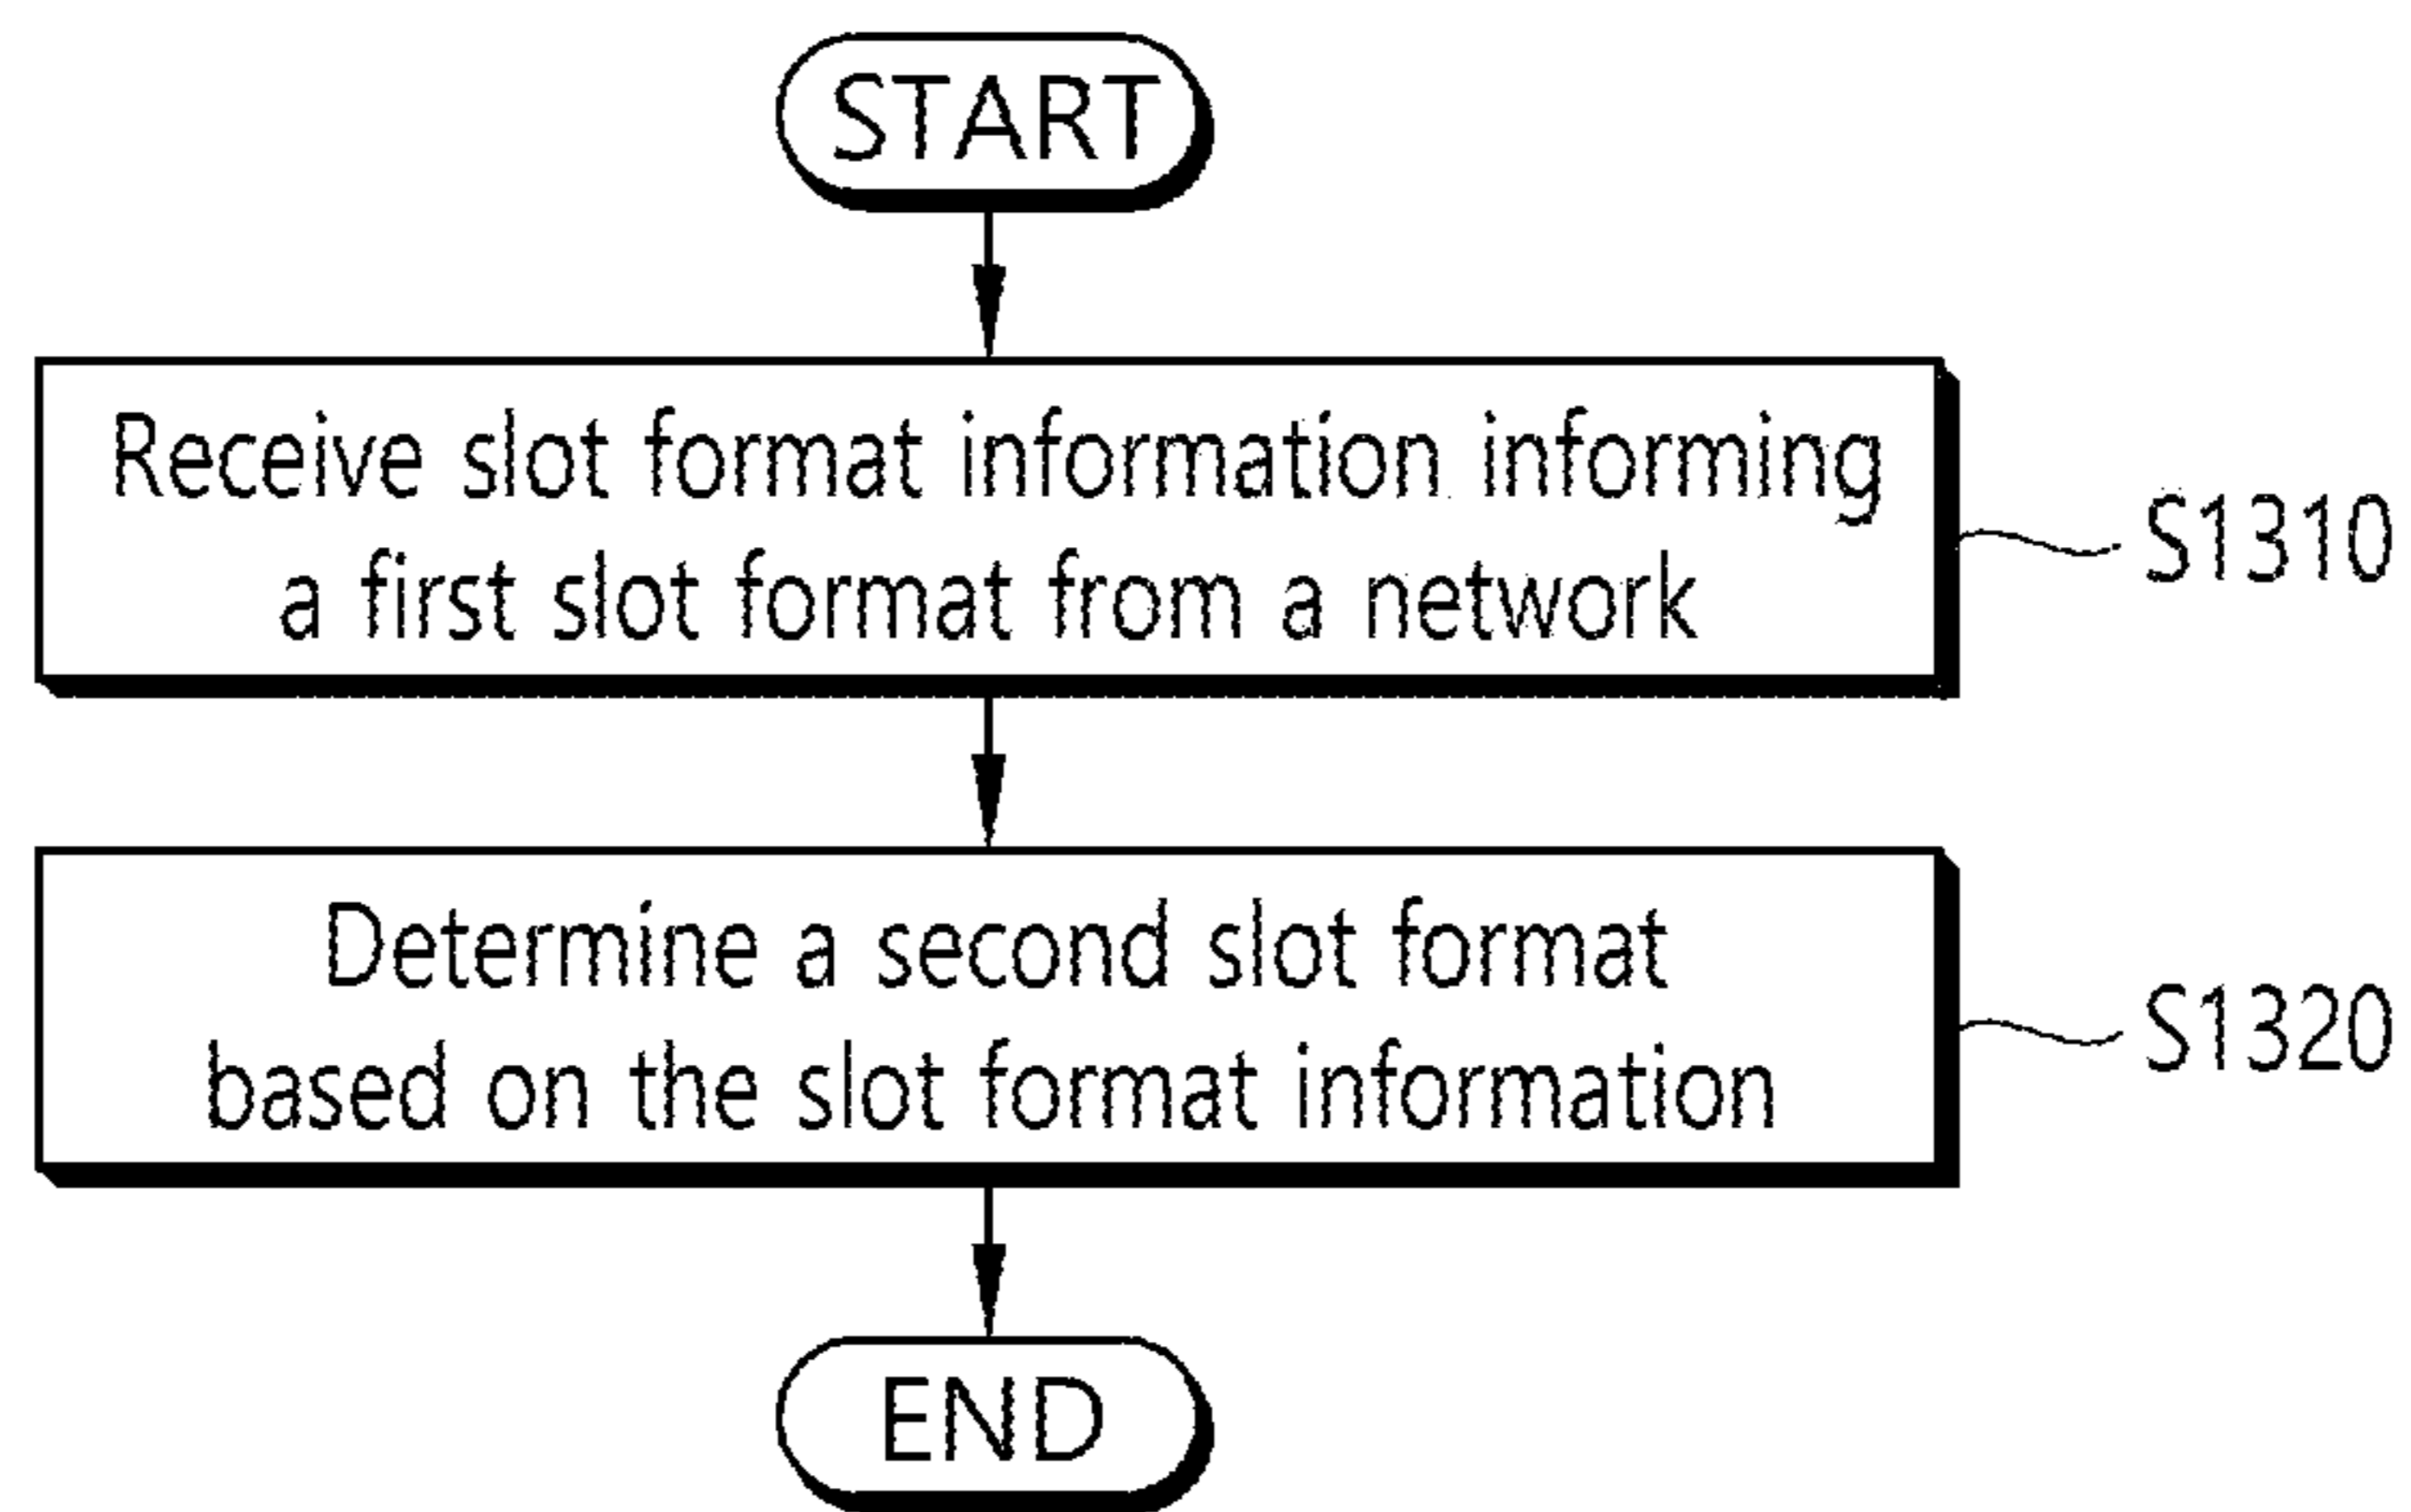 START
Receive slot format information informing
a first slot format from a network
S1310
Determine a second slot format
based on the slot format information
S1320
END